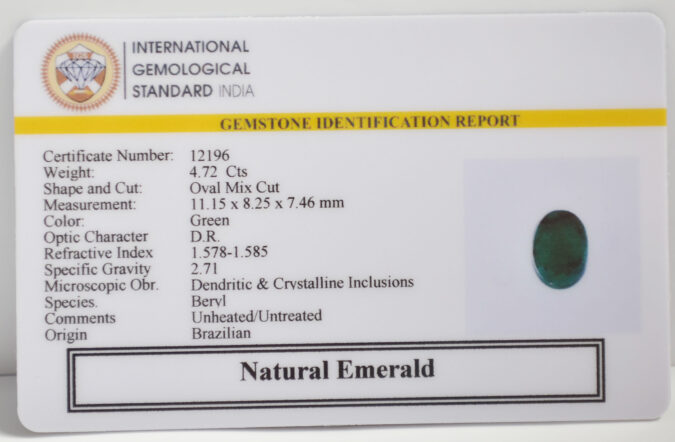 INTERNATIONAL
GEMOLOGICAL
STANDARD INDIA
GEMSTONE IDENTIFICATION REPORT
Certificate Number: 12196
Weight: 4.72 Cts
Shape and Cut: Oval Mix Cut
Measurement: 11.15 x 8.25 x 7.46 mm
Color: Green
Optic Character D.R.
Refractive Index 1.578-1.585
Specific Gravity 2.71
Microscopic Obr. Dendritic & Crystalline Inclusions
Species. Beryl
Comments Unheated/Untreated
Origin Brazilian
Natural Emerald